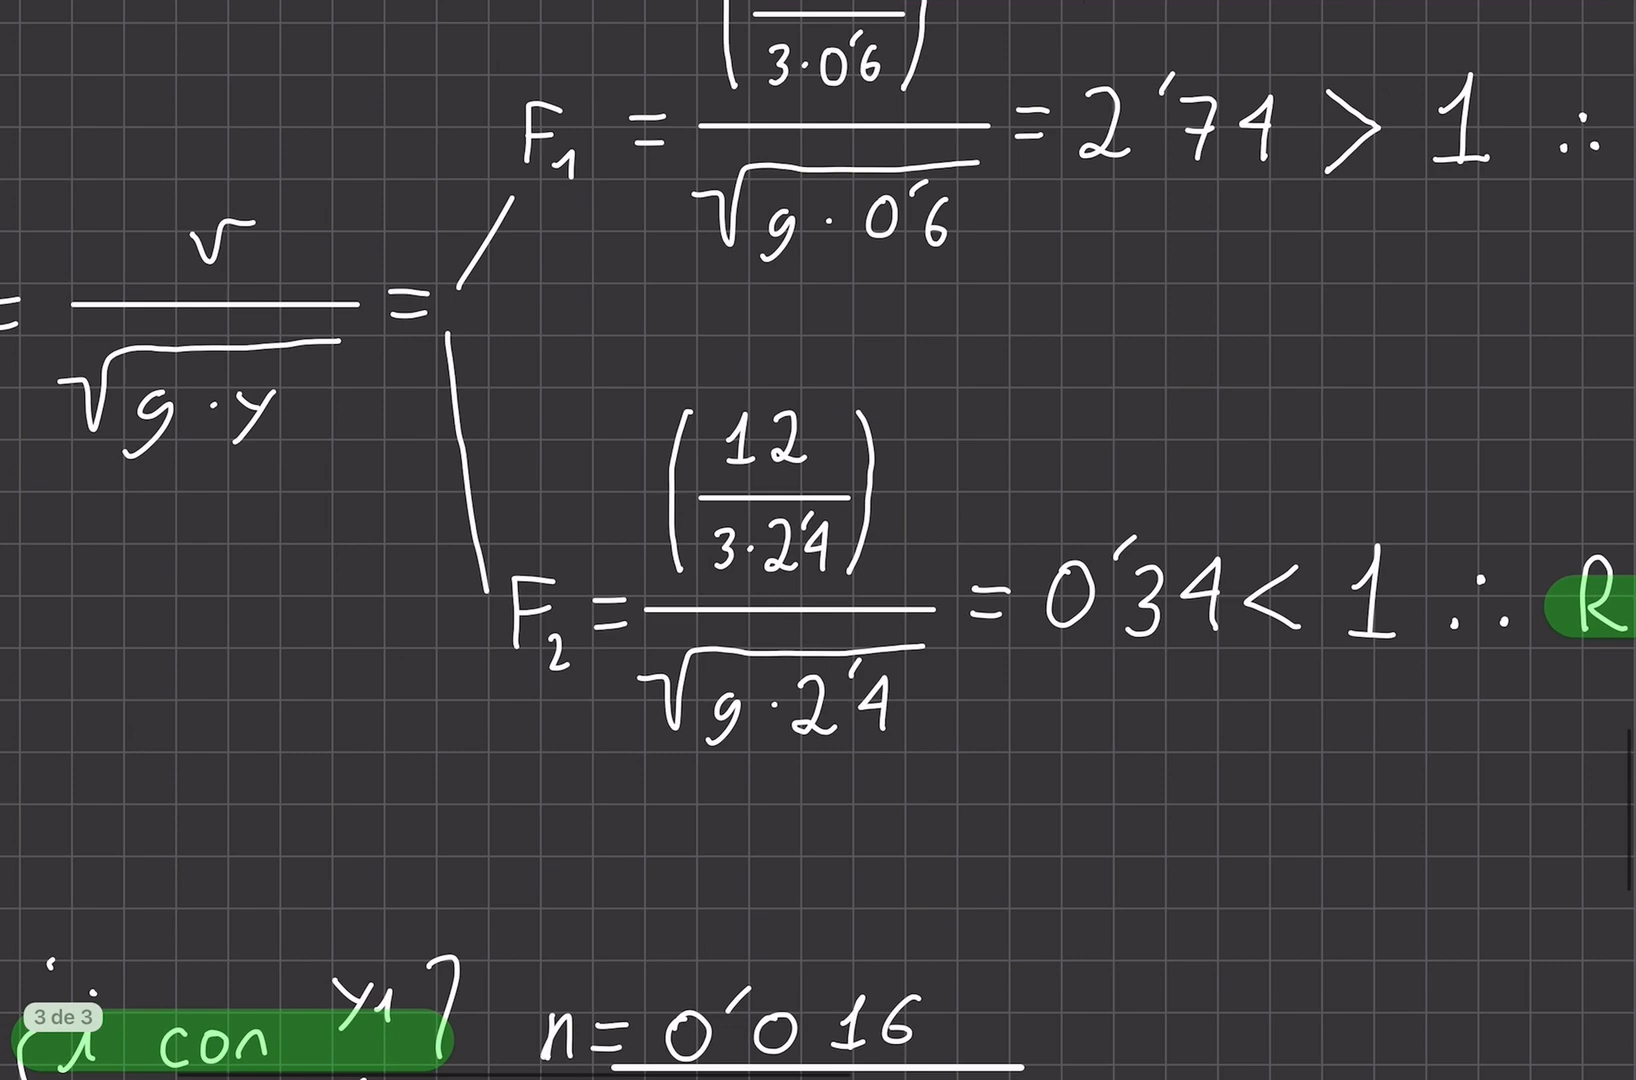 F₁ = (/3·0'6)/√(g·0'6) = 2'74 > 1 ∴
= v/√(g·y) =
F₂ = (12/(3·2'4))/√(g·2'4) = 0'34 < 1 ∴ R
¿i con y₁? n = 0'016
3 de 3